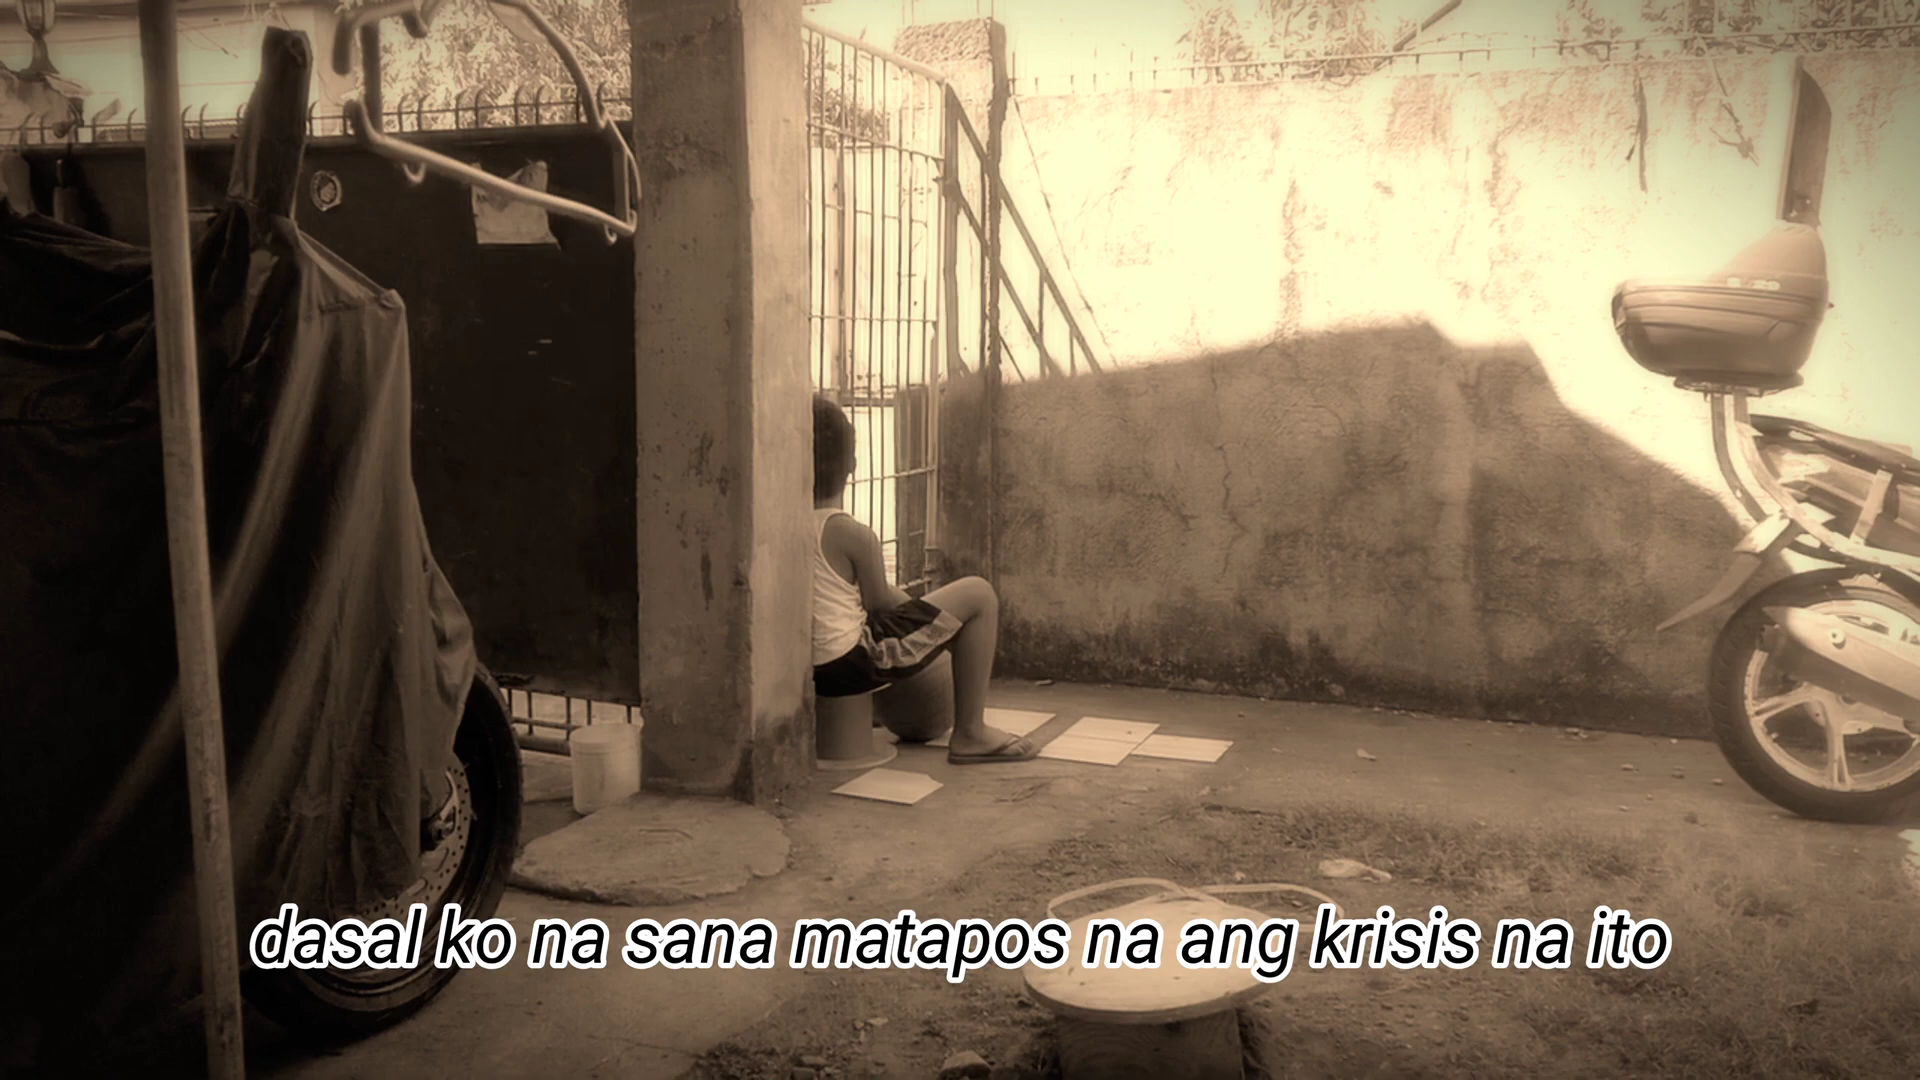 dasal ko na sana matapos na ang krisis na ito